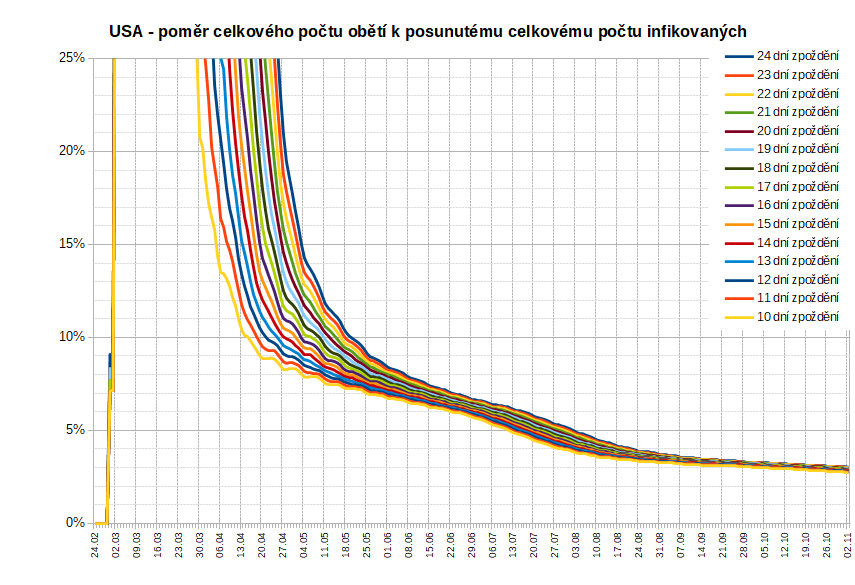 USA - poměr celkového počtu obětí k posunutému celkovému počtu infikovaných
25%
20%
15%
10%
5%
0%
24 dní zpoždění
23 dní zpoždění
22 dní zpoždění
21 dní zpoždění
20 dní zpoždění
19 dní zpoždění
18 dní zpoždění
17 dní zpoždění
16 dní zpoždění
15 dní zpoždění
14 dní zpoždění
13 dní zpoždění
12 dní zpoždění
11 dní zpoždění
10 dní zpoždění
24.02
02.03
09.03
16.03
23.03
30.03
06.04
13.04
20.04
27.04
04.05
11.05
18.05
25.05
01.06
08.06
15.06
22.06
29.06
06.07
13.07
20.07
27.07
03.08
10.08
17.08
24.08
31.08
07.09
14.09
21.09
28.09
05.10
12.10
19.10
26.10
02.11